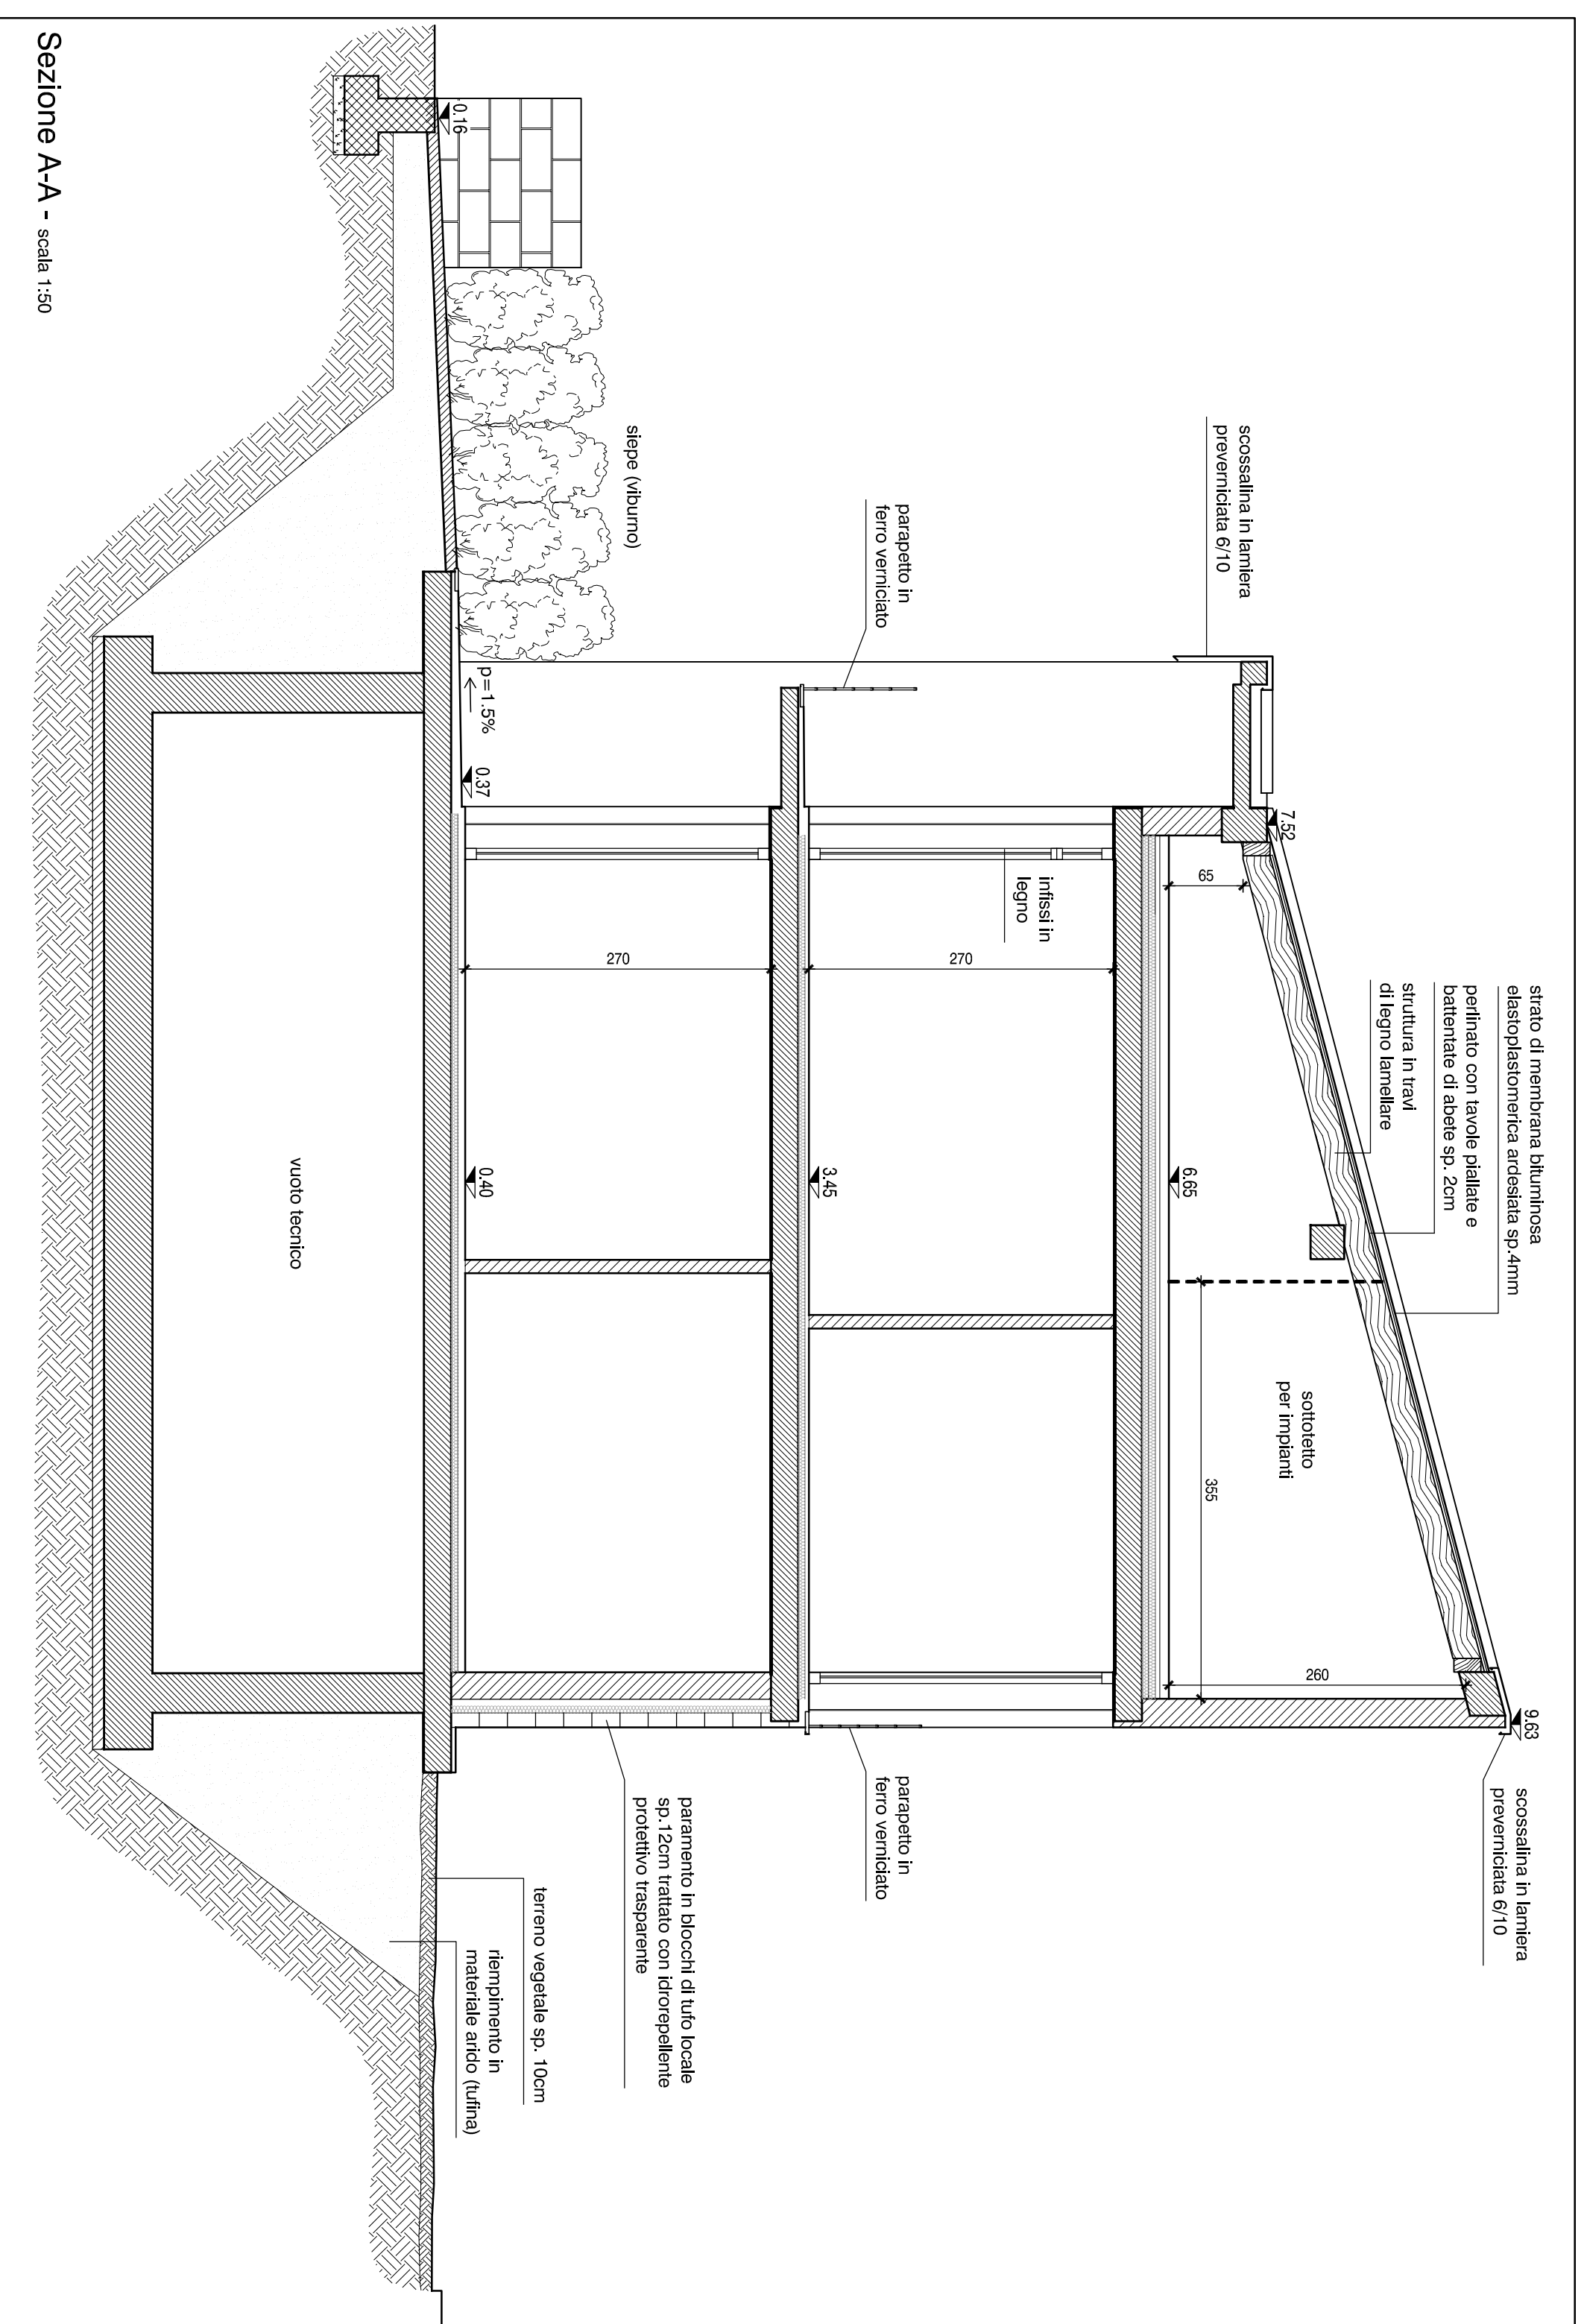 strato di membrana bituminosa
elastoplastomerica ardesiata sp.4mm
perlinato con tavole piallate e
battentate di abete sp. 2cm
struttura in travi
di legno lamellare
scossalina in lamiera
preverniciata 6/10
9.63
scossalina in lamiera
preverniciata 6/10
7.52
65
260
sottotetto
per impianti
355
6.65
infissi in
legno
parapetto in
ferro verniciato
270
3.45
parapetto in
ferro verniciato
siepe (viburno)
270
paramento in blocchi di tufo locale
sp.12cm trattato con idrorepellente
protettivo trasparente
0.16
p=1.5%
0.37
0.40
terreno vegetale sp. 10cm
riempimento in
materiale arido (tufina)
vuoto tecnico
Sezione A-A - scala 1:50